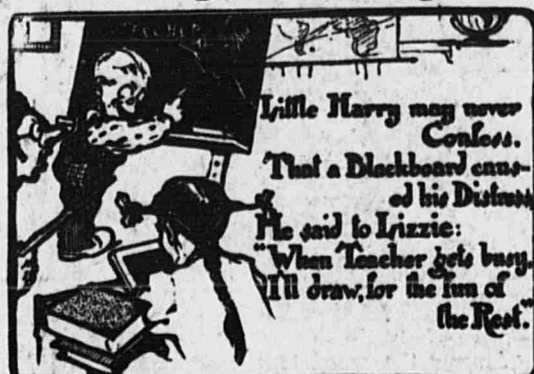 Little Harry may never
Confess.
That a Blackboard caus-
ed his Distress,
He said to Lizzie:
"When Teacher gets busy,
I'll draw, for the fun of
the Rest."